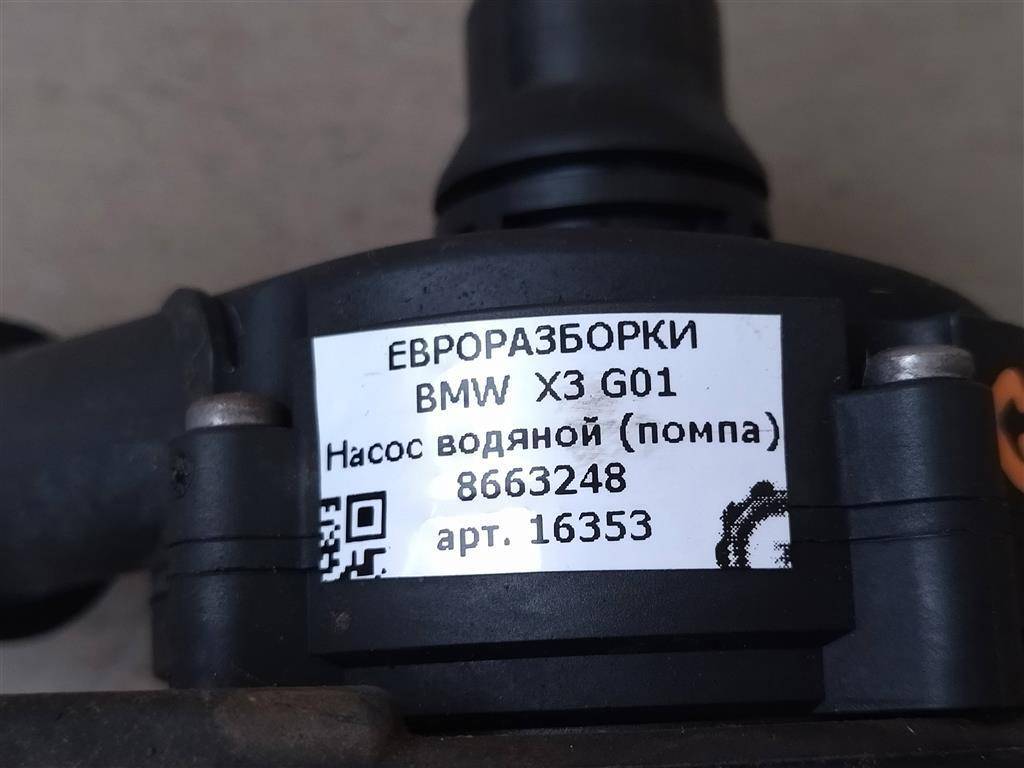 ЕВРОРАЗБОРКИ
BMW X3 G01
Насос водяной (помпа)
8663248
арт. 16353